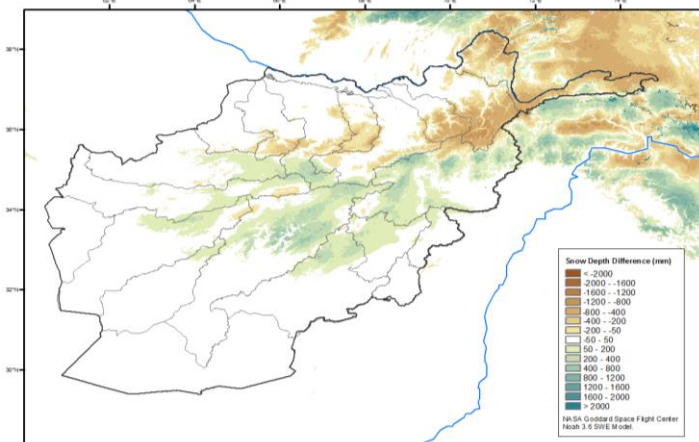 38°N
36°N
34°N
32°N
30°N
Snow Depth Difference (mm)
< -2000
-2000 - -1600
-1600 - -1200
-1200 - -800
-800 - -400
-400 - -200
-200 - -50
-50 - 50
50 - 200
200 - 400
400 - 800
800 - 1200
1200 - 1600
1600 - 2000
> 2000
NASA Goddard Space Flight Center
Noah 3.6 SWE Model.